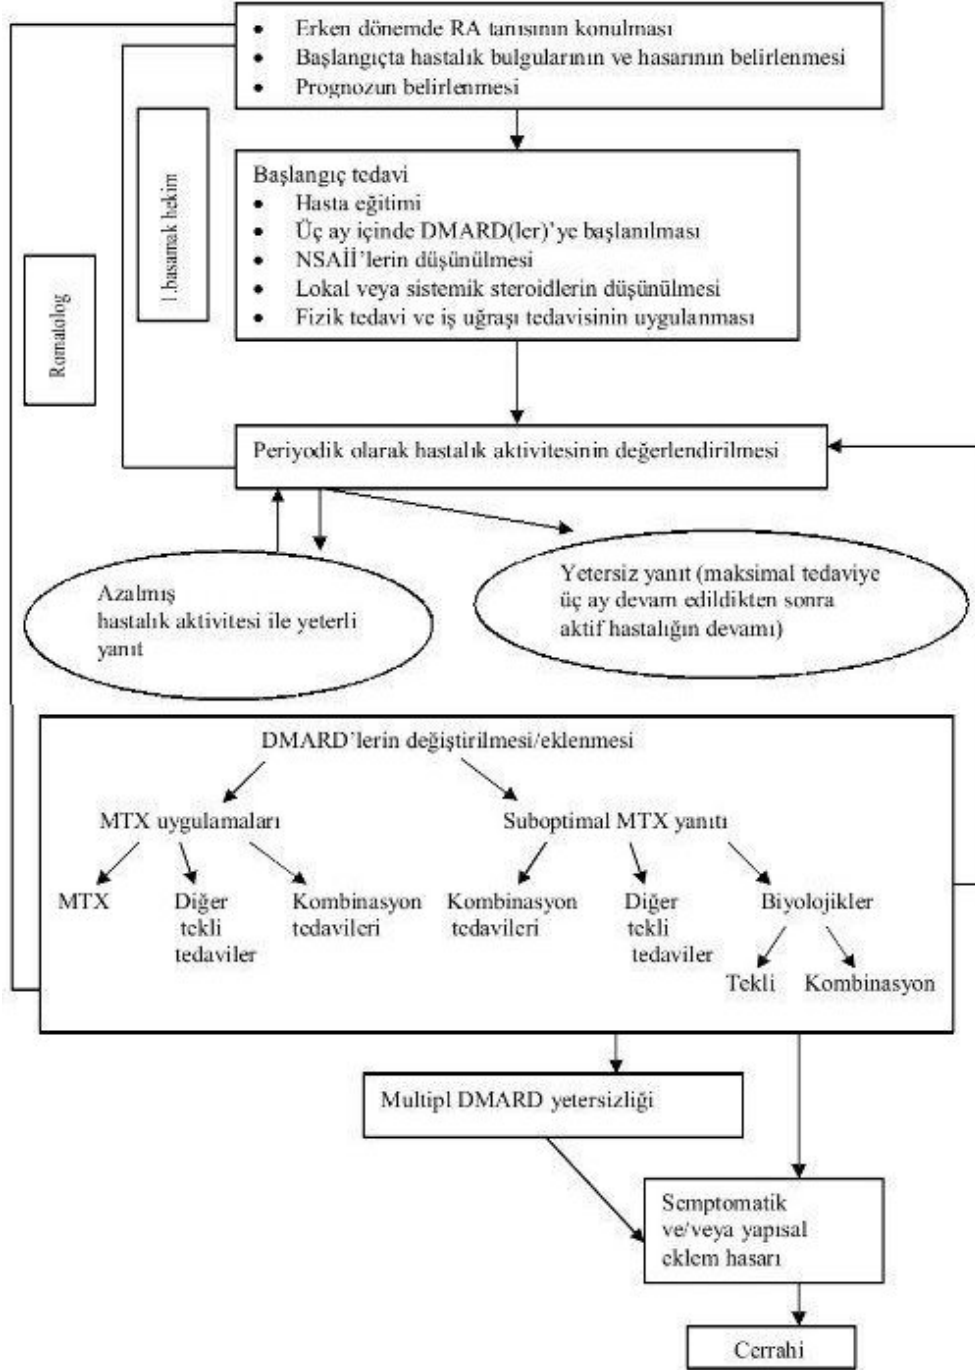 • Erken dönemde RA tanısının konulması
• Başlangıçta hastalık bulgularının ve hasarının belirlenmesi
• Prognozun belirlenmesi
1.basamak hekim
Romatolog
Başlangıç tedavi
• Hasta eğitimi
• Üç ay içinde DMARD(ler)'ye başlanılması
• NSAİİ'lerin düşünülmesi
• Lokal veya sistemik steroidlerin düşünülmesi
• Fizik tedavi ve iş uğraşı tedavisinin uygulanması
Periyodik olarak hastalık aktivitesinin değerlendirilmesi
Azalmış
hastalık aktivitesi ile yeterli
yanıt
Yetersiz yanıt (maksimal tedaviye
üç ay devam edildikten sonra
aktif hastalığın devamı)
DMARD'lerin değiştirilmesi/eklenmesi
MTX uygulamaları
Suboptimal MTX yanıtı
MTX
Diğer
tekli
tedaviler
Kombinasyon
tedavileri
Kombinasyon
tedavileri
Diğer
tekli
tedaviler
Biyolojikler
Tekli
Kombinasyon
Multipl DMARD yetersizliği
Semptomatik
ve/veya yapısal
eklem hasarı
Cerrahi